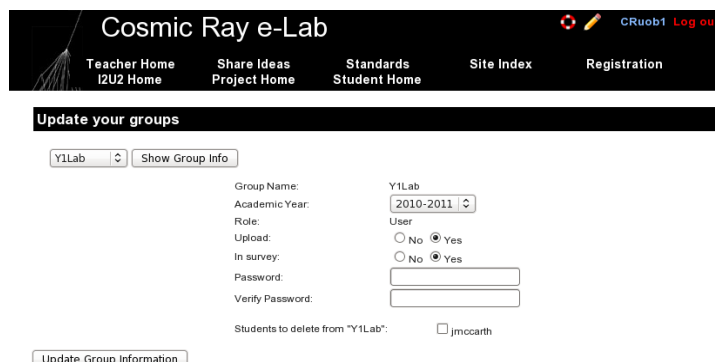 Cosmic Ray e-Lab
CRuob1 Log ou
Teacher Home Share Ideas Standards Site Index Registration
I2U2 Home Project Home Student Home
Update your groups
Y1Lab Show Group Info
Group Name: Y1Lab
Academic Year: 2010-2011
Role: User
Upload: No Yes
In survey: No Yes
Password:
Verify Password:
Students to delete from "Y1Lab": jmccarth
Update Group Information